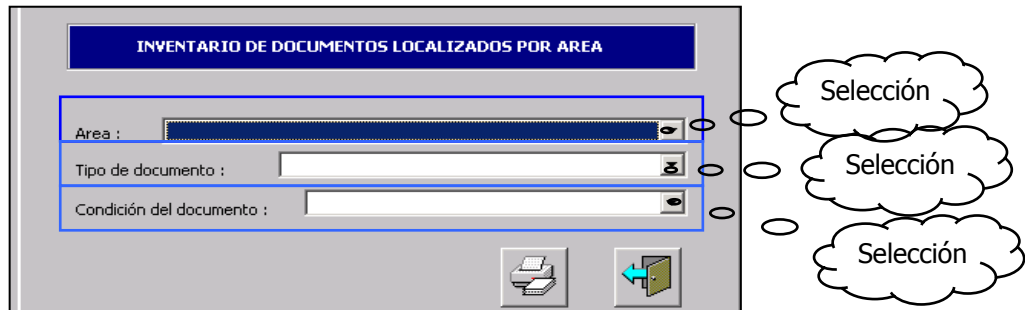 INVENTARIO DE DOCUMENTOS LOCALIZADOS POR AREA
Selección
Area :
Selección
Tipo de documento :
Condición del documento :
Selección